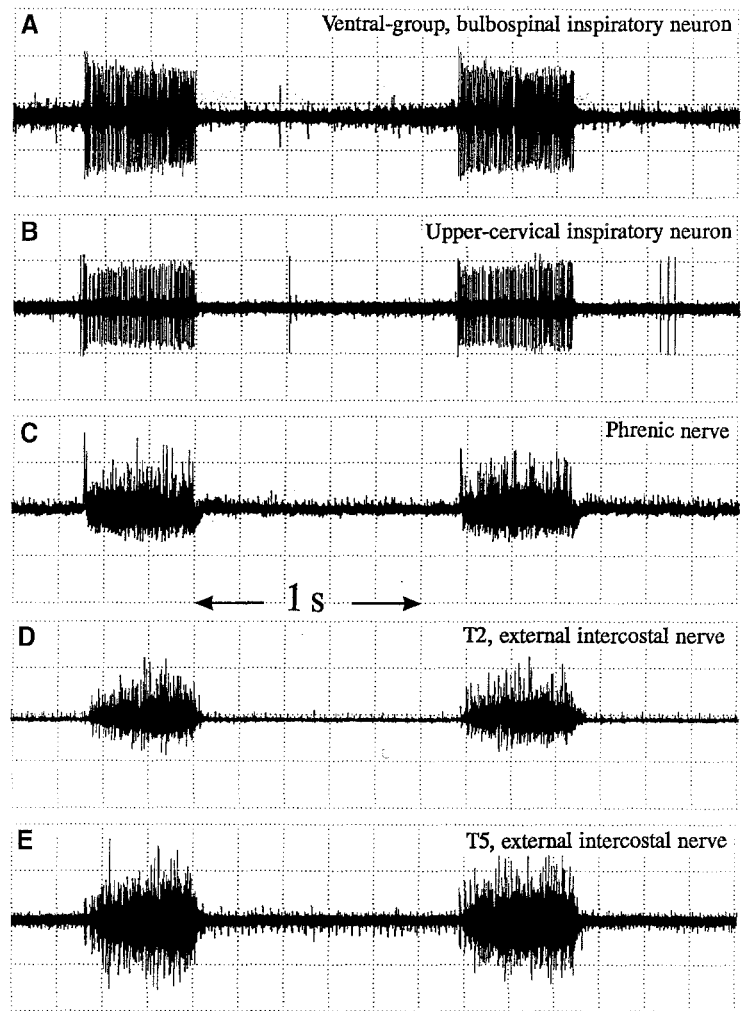 A
Ventral-group, bulbospinal inspiratory neuron
B
Upper-cervical inspiratory neuron
C
Phrenic nerve
1 s
D
T2, external intercostal nerve
E
T5, external intercostal nerve